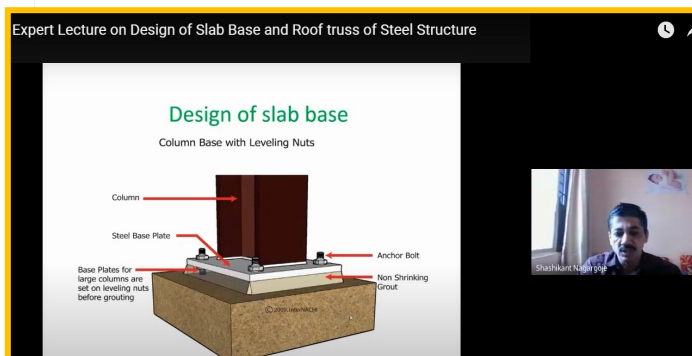 Expert Lecture on Design of Slab Base and Roof truss of Steel Structure
Design of slab base
Column Base with Leveling Nuts
Column
Steel Base Plate
Anchor Bolt
Base Plates for
large columns are
set on leveling nuts
before grouting
Non Shrinking
Grout
Shashikant Nagargoje